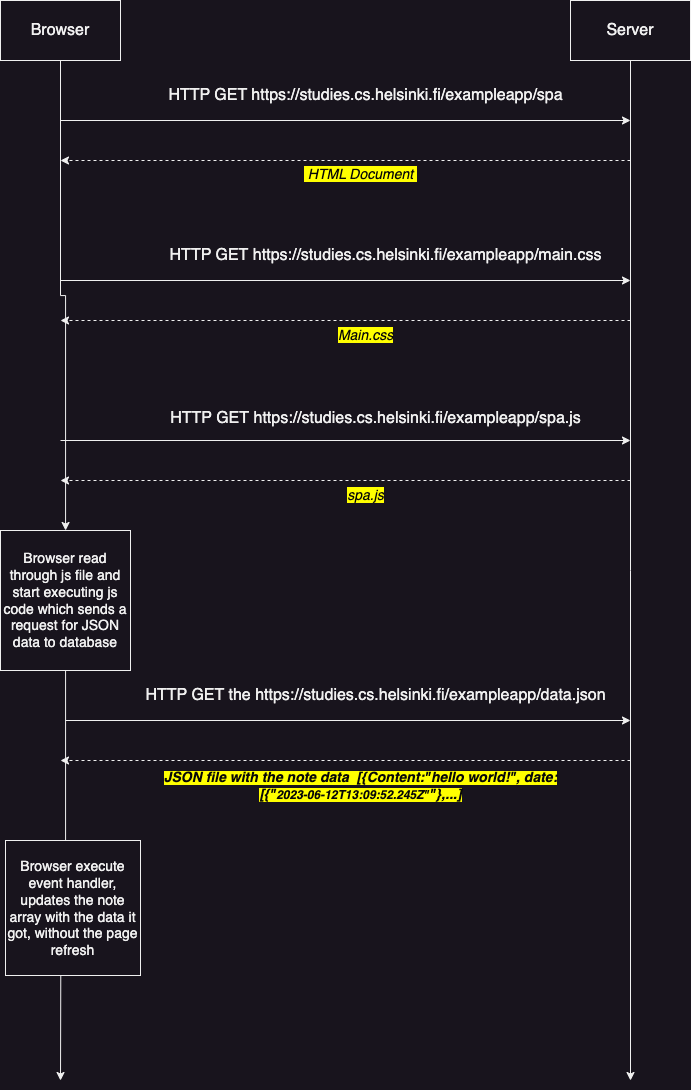 Browser
Server
HTTP GET https://studies.cs.helsinki.fi/exampleapp/spa
HTML Document
HTTP GET https://studies.cs.helsinki.fi/exampleapp/main.css
Main.css
HTTP GET https://studies.cs.helsinki.fi/exampleapp/spa.js
spa.js
Browser read
through js file and
start executing js
code which sends a
request for JSON
data to database
HTTP GET the https://studies.cs.helsinki.fi/exampleapp/data.json
JSON file with the note data [{Content:"hello world!", date:
[{"2023-06-12T13:09:52.245Z""},...]
Browser execute
event handler,
updates the note
array with the data it
got, without the page
refresh